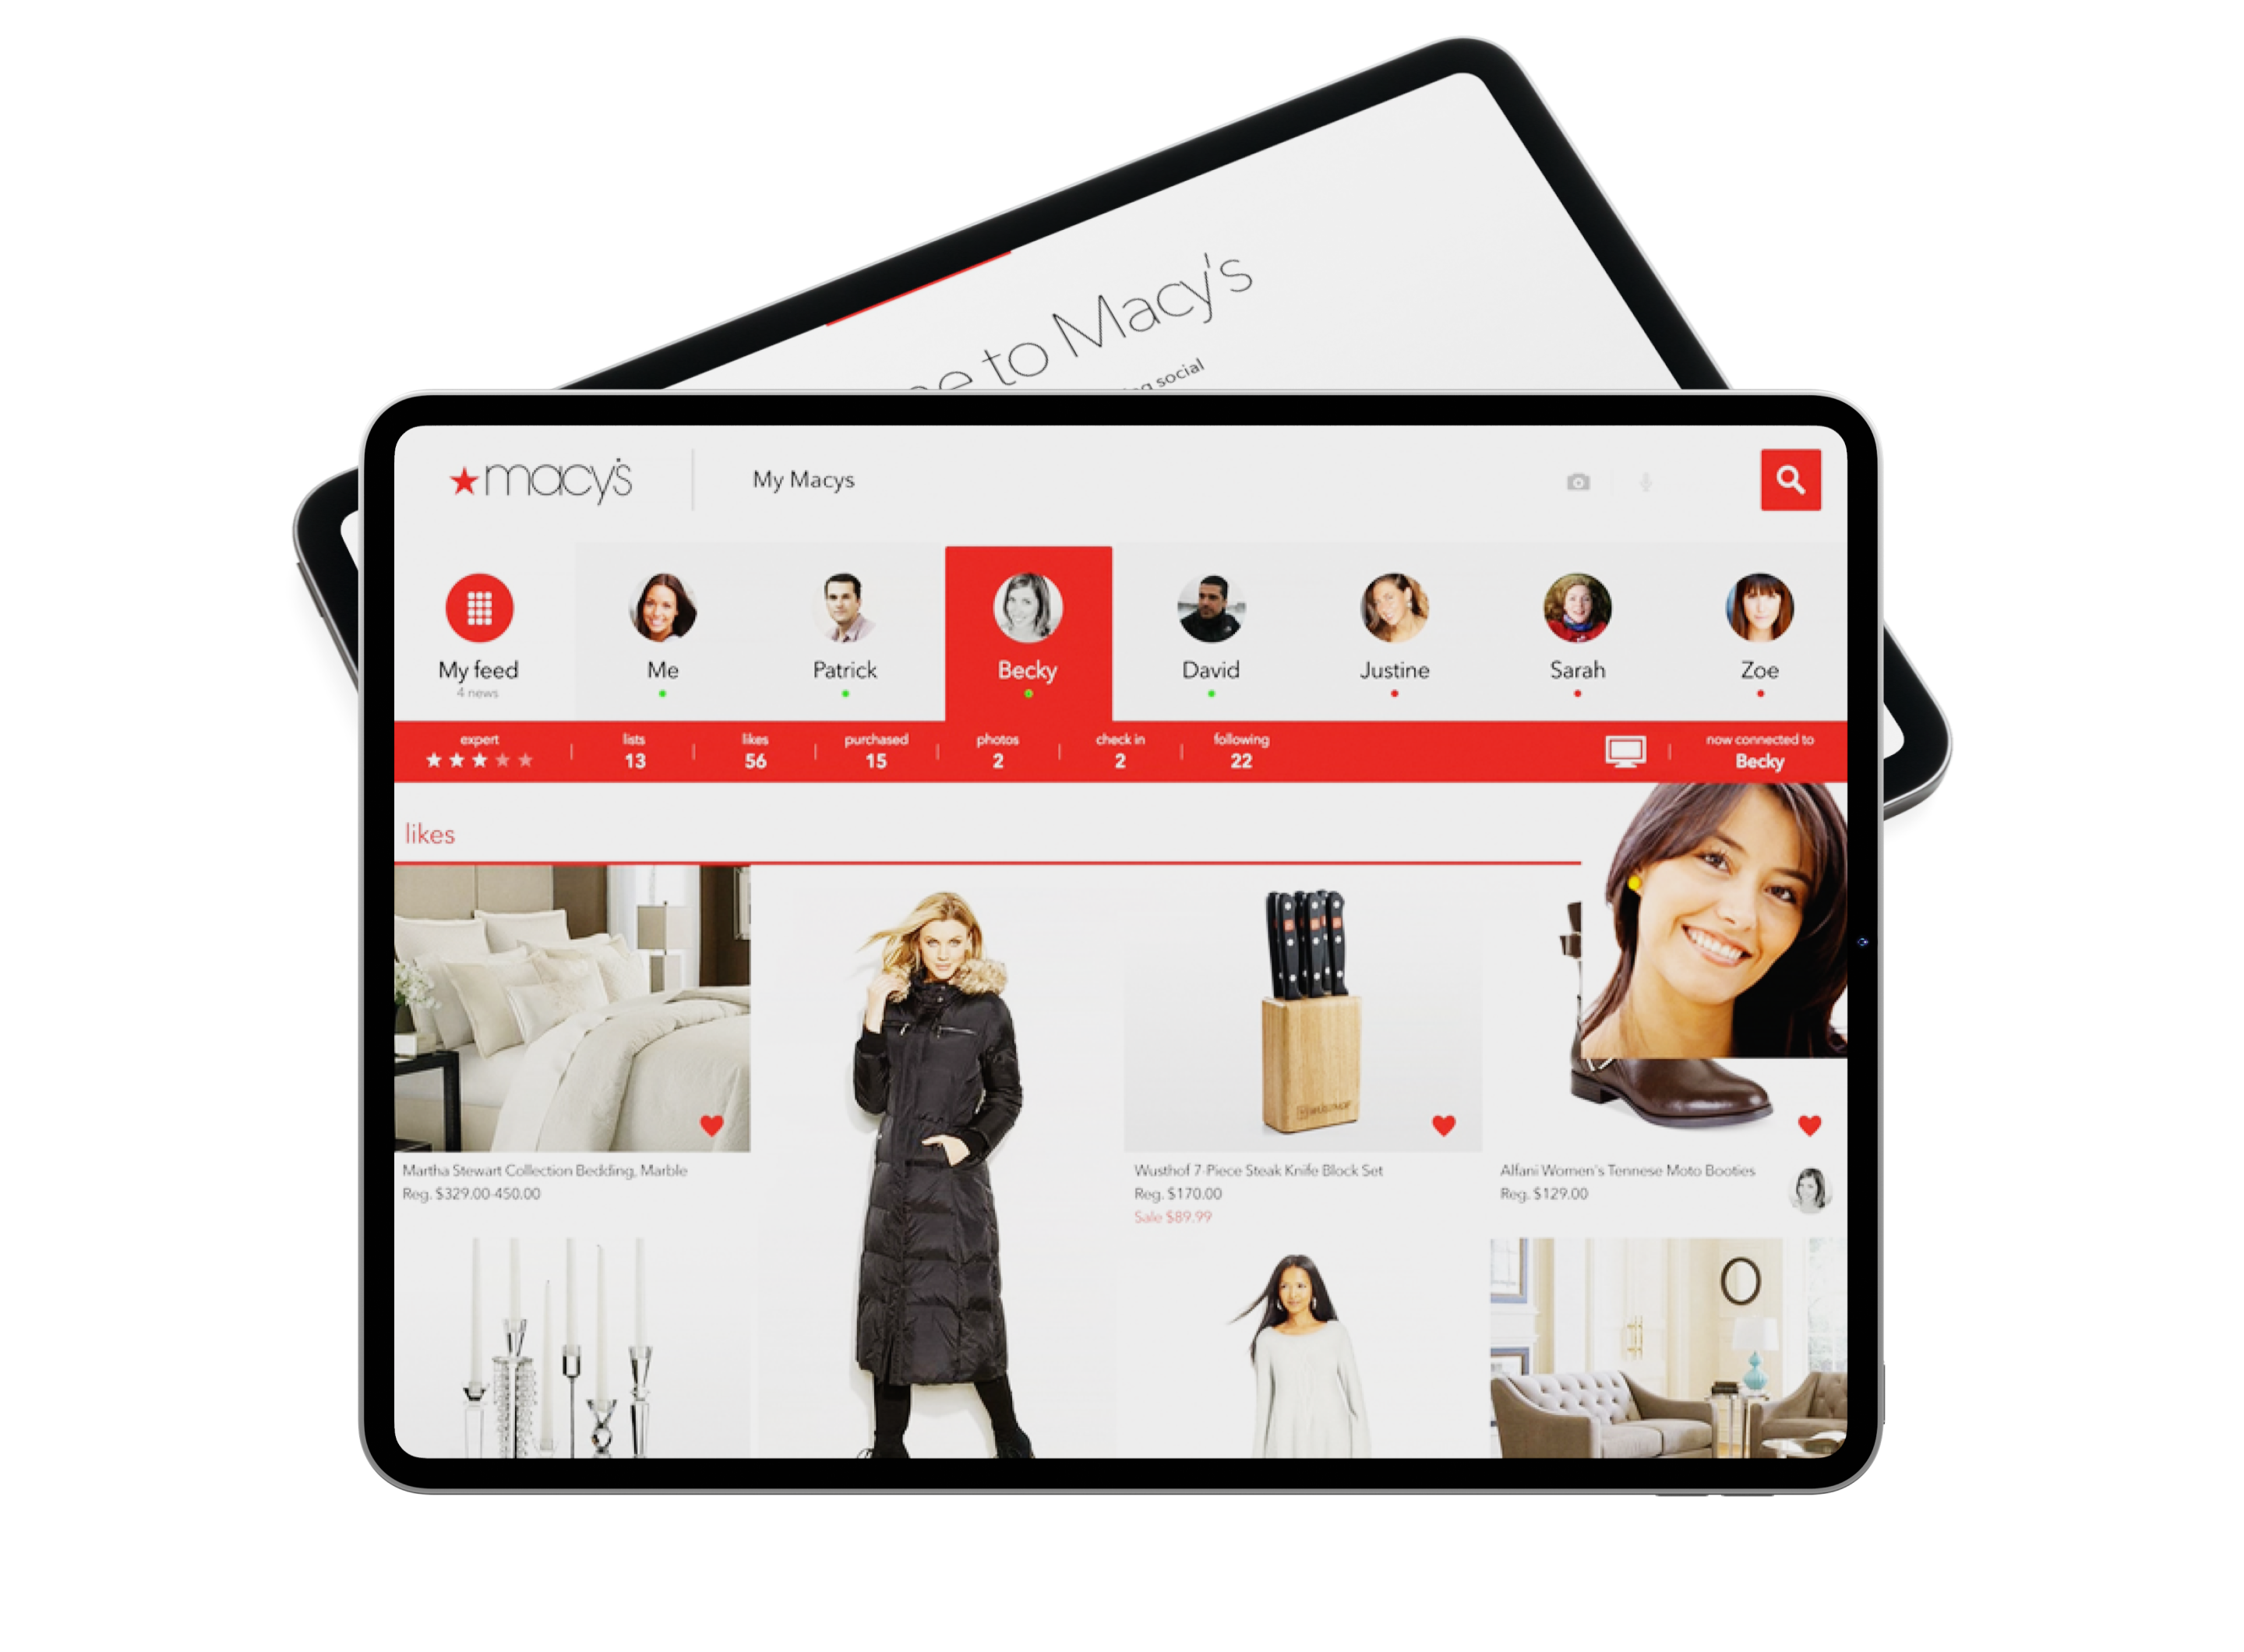 to Macy's
social
macy's
My Macys
My feed
4 news
Me
Patrick
Becky
David
Justine
Sarah
Zoe
expert
lists
13
likes
56
purchased
15
photos
2
check in
2
following
22
now connected to
Becky
likes
Martha Stewart Collection Bedding, Marble
Reg. $329.00-450.00
WÜSTHOF
Wusthof 7-Piece Steak Knife Block Set
Reg. $170.00
Sale $89.99
Alfani Women's Tennese Moto Booties
Reg. $129.00